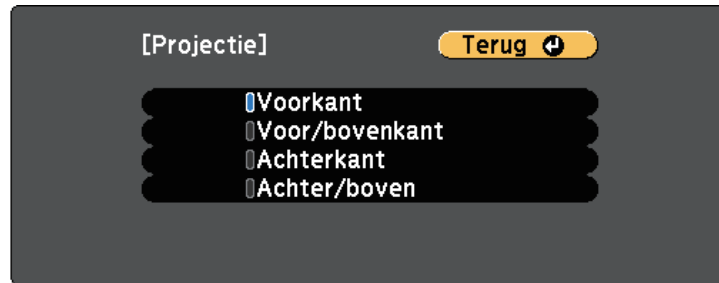 [Projectie] Terug
Voorkant
Voor/bovenkant
Achterkant
Achter/boven